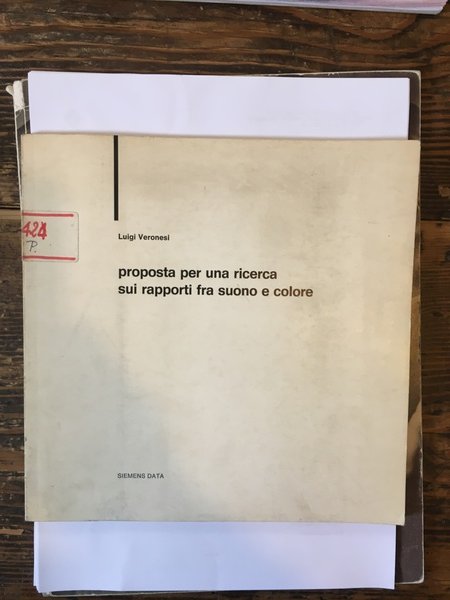 424
P.
Luigi Veronesi
proposta per una ricerca
sui rapporti fra suono e colore
SIEMENS DATA